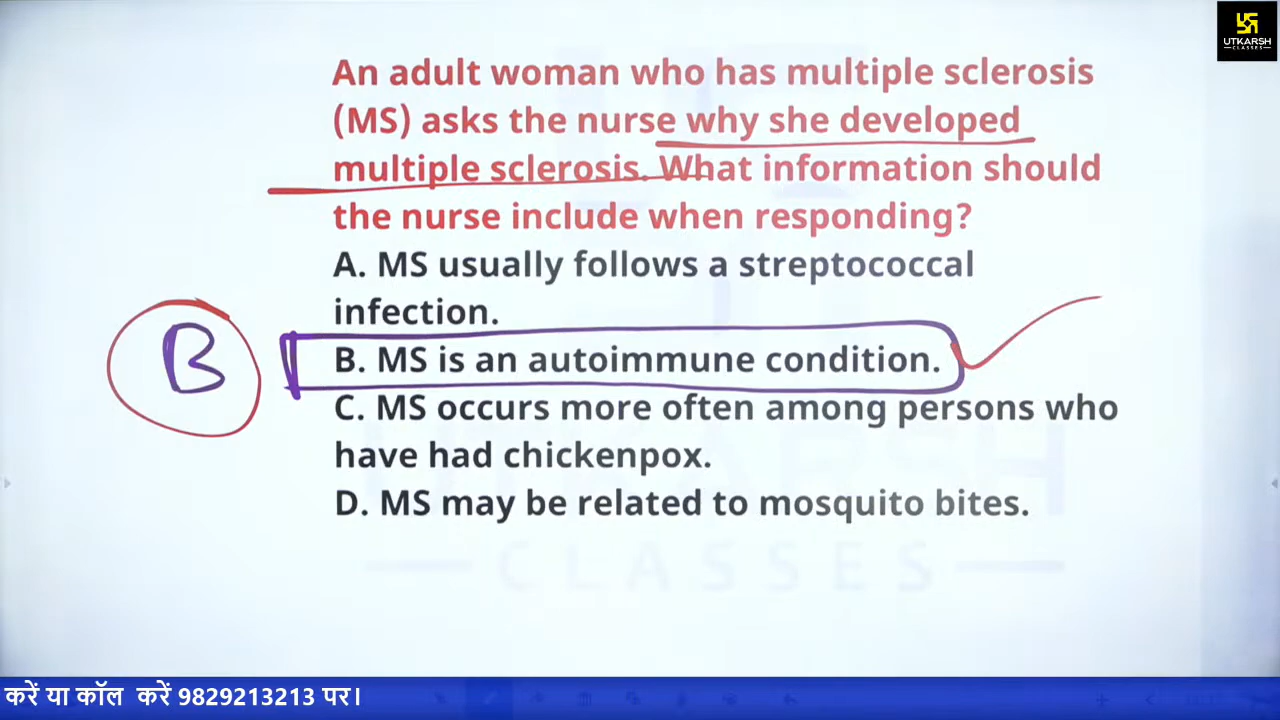 UTKARSH
CLASSES
An adult woman who has multiple sclerosis
(MS) asks the nurse why she developed
multiple sclerosis. What information should
the nurse include when responding?
A. MS usually follows a streptococcal
infection.
B
B. MS is an autoimmune condition.
C. MS occurs more often among persons who
have had chickenpox.
D. MS may be related to mosquito bites.
UTKARSH
CLASSES
करें या कॉल करें 9829213213 पर।